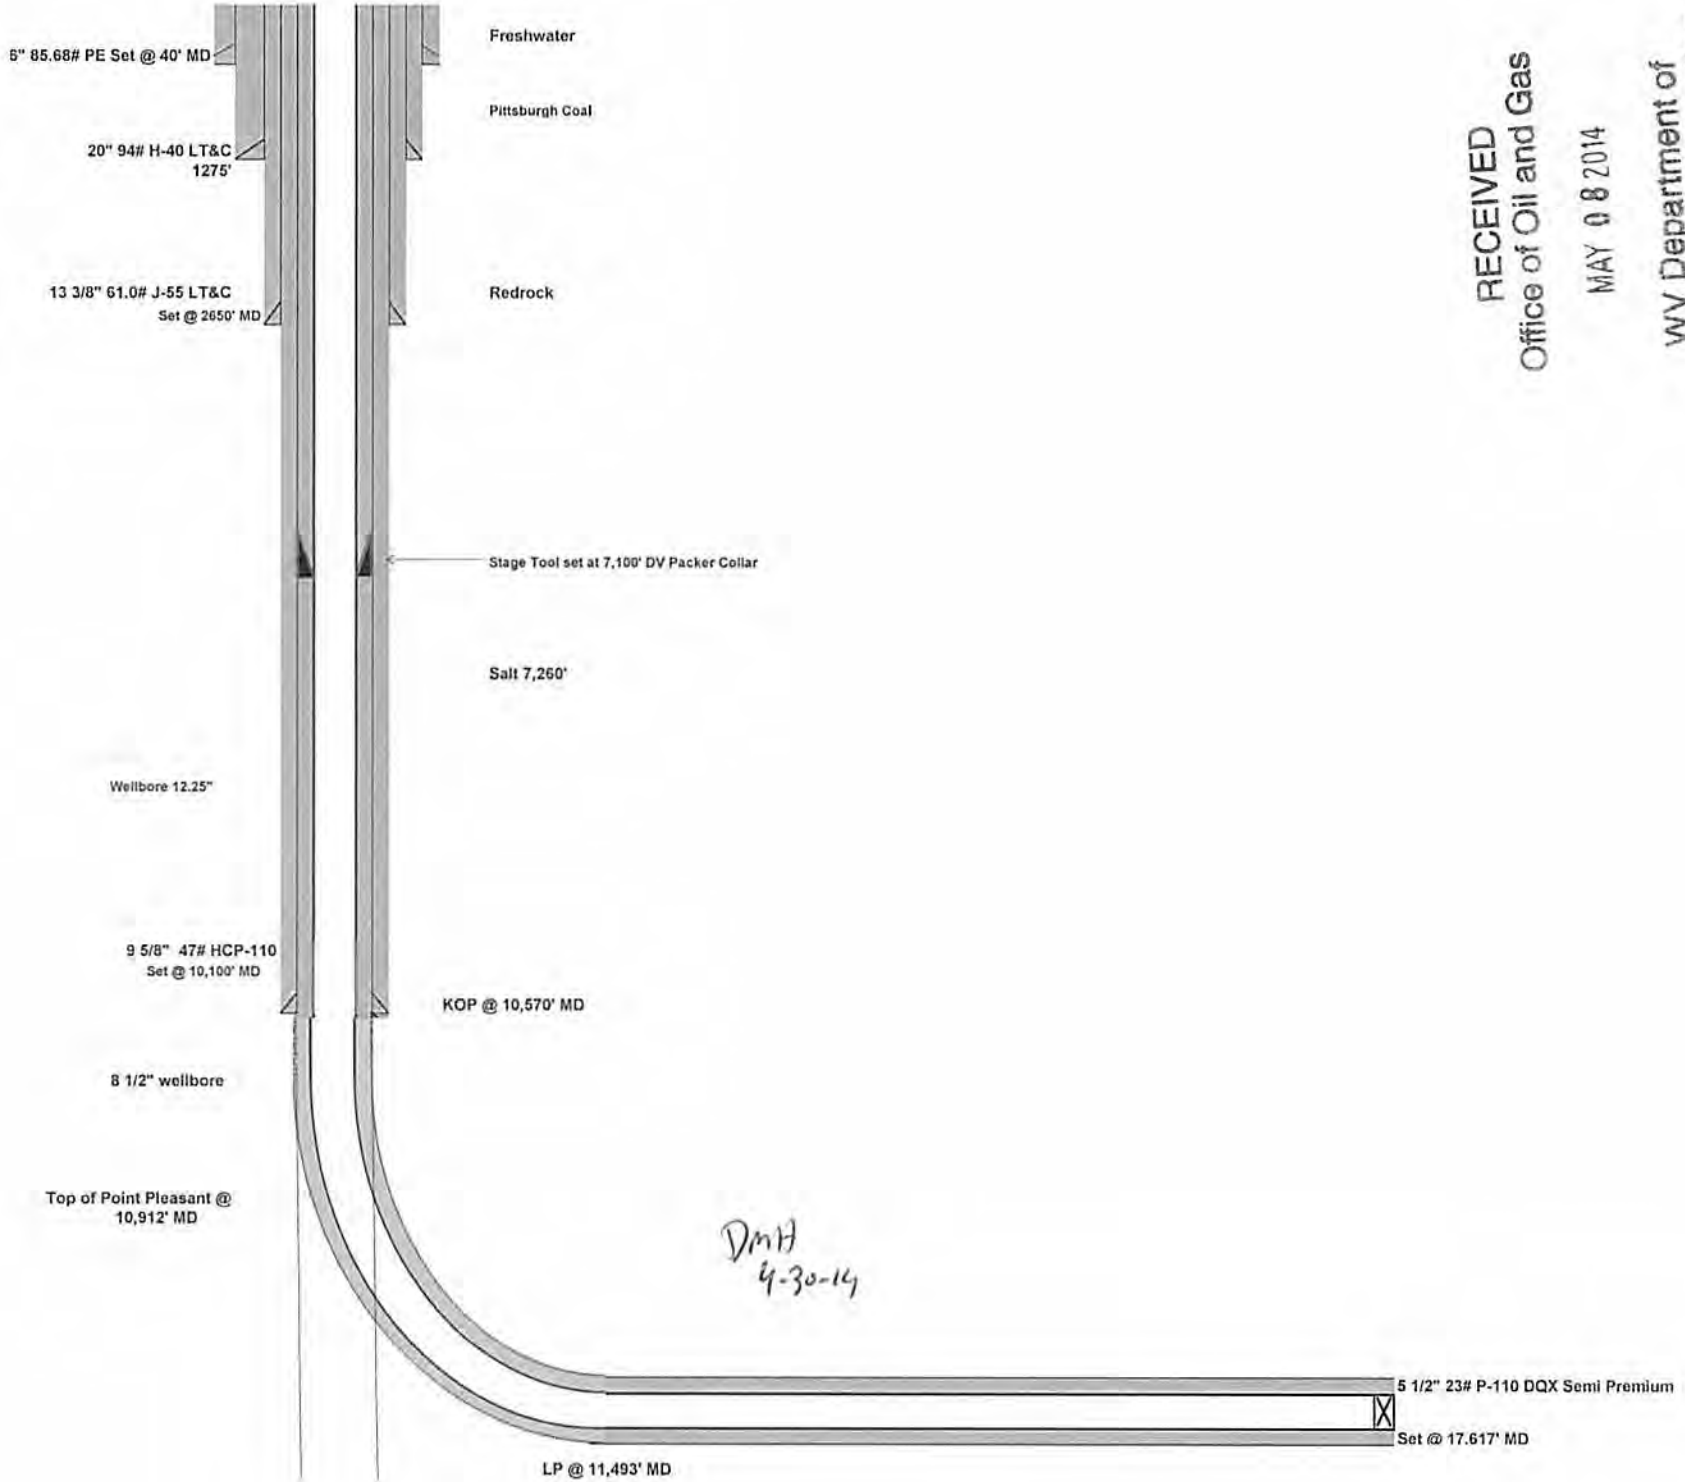 6" 85.68# PE Set @ 40' MD
Freshwater
Pittsburgh Coal
20" 94# H-40 LT&C
1275'
13 3/8" 61.0# J-55 LT&C
Set @ 2650' MD
Redrock
Stage Tool set at 7,100' DV Packer Collar
Salt 7,260'
Wellbore 12.25"
9 5/8" 47# HCP-110
Set @ 10,100' MD
KOP @ 10,570' MD
8 1/2" wellbore
Top of Point Pleasant @
10,912' MD
DMH
4-30-14
5 1/2" 23# P-110 DQX Semi Premium
Set @ 17.617' MD
LP @ 11,493' MD
RECEIVED
Office of Oil and Gas
MAY 08 2014
WV Department of